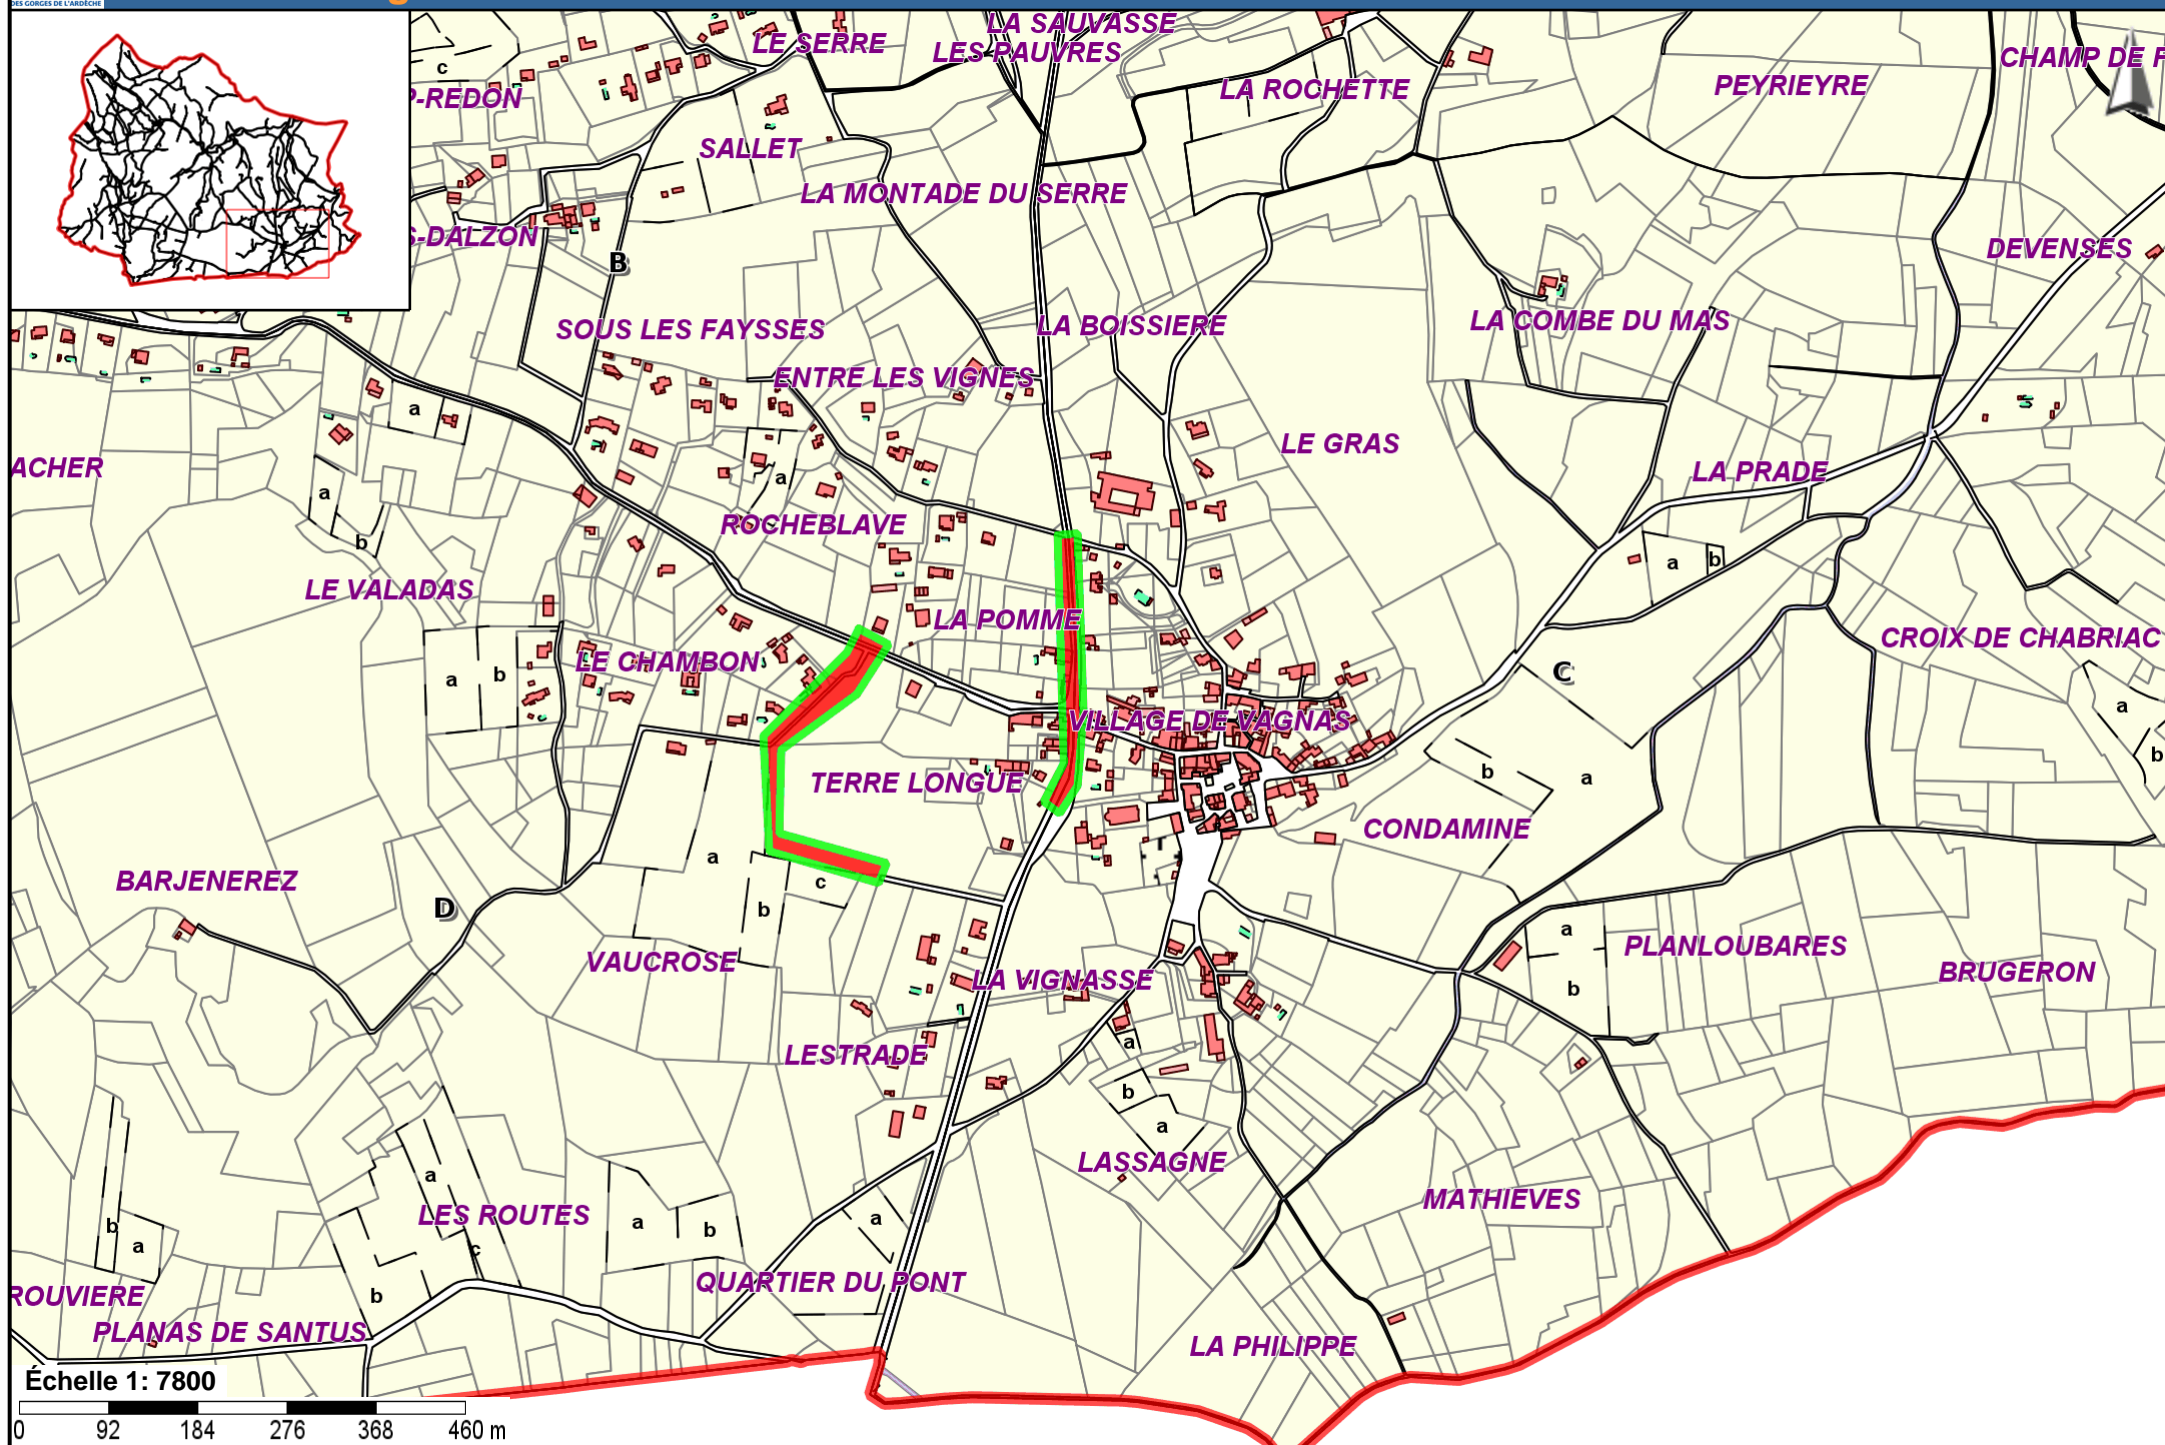 DES GORGES DE L'ARDÈCHE
LA SAUVASSE
LE SERRE
LES PAUVRES
CHAMP DE F
c
P-REDON
LA ROCHETTE
PEYRIEYRE
SALLET
LA MONTADE DU SERRE
S-DALZON
DEVENSES
B
SOUS LES FAYSSES
LA BOISSIERE
LA COMBE DU MAS
ENTRE LES VIGNES
a
LE GRAS
ACHER
LA PRADE
a
a
ROCHEBLAVE
b
a
b
LE VALADAS
LA POMME
CROIX DE CHABRIAC
LE CHAMBON
C
a
b
a
VILLAGE DE VAGNAS
b
TERRE LONGUE
b
a
CONDAMINE
a
c
BARJENEREZ
D
b
a
PLANLOUBARES
VAUCROSE
LA VIGNASSE
BRUGERON
b
LESTRADE
a
b
a
LASSAGNE
a
MATHIEVES
LES ROUTES
a
b
a
b
a
c
QUARTIER DU PONT
ROUVIERE
b
PLANAS DE SANTUS
LA PHILIPPE
Échelle 1: 7800
0 92 184 276 368 460 m